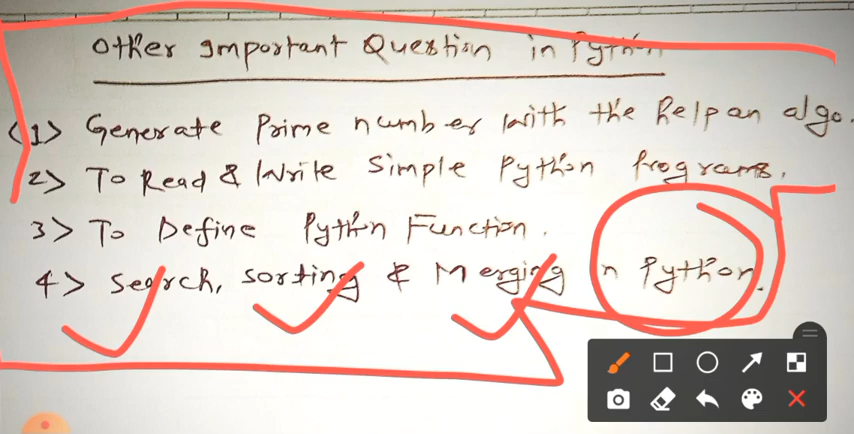 Other Important Question in Python
(1) Generate Prime number with the help an algo.
2) To Read & Write Simple Python Programs.
3) To Define Python Function.
4) Search, Sorting & Merging in Python.